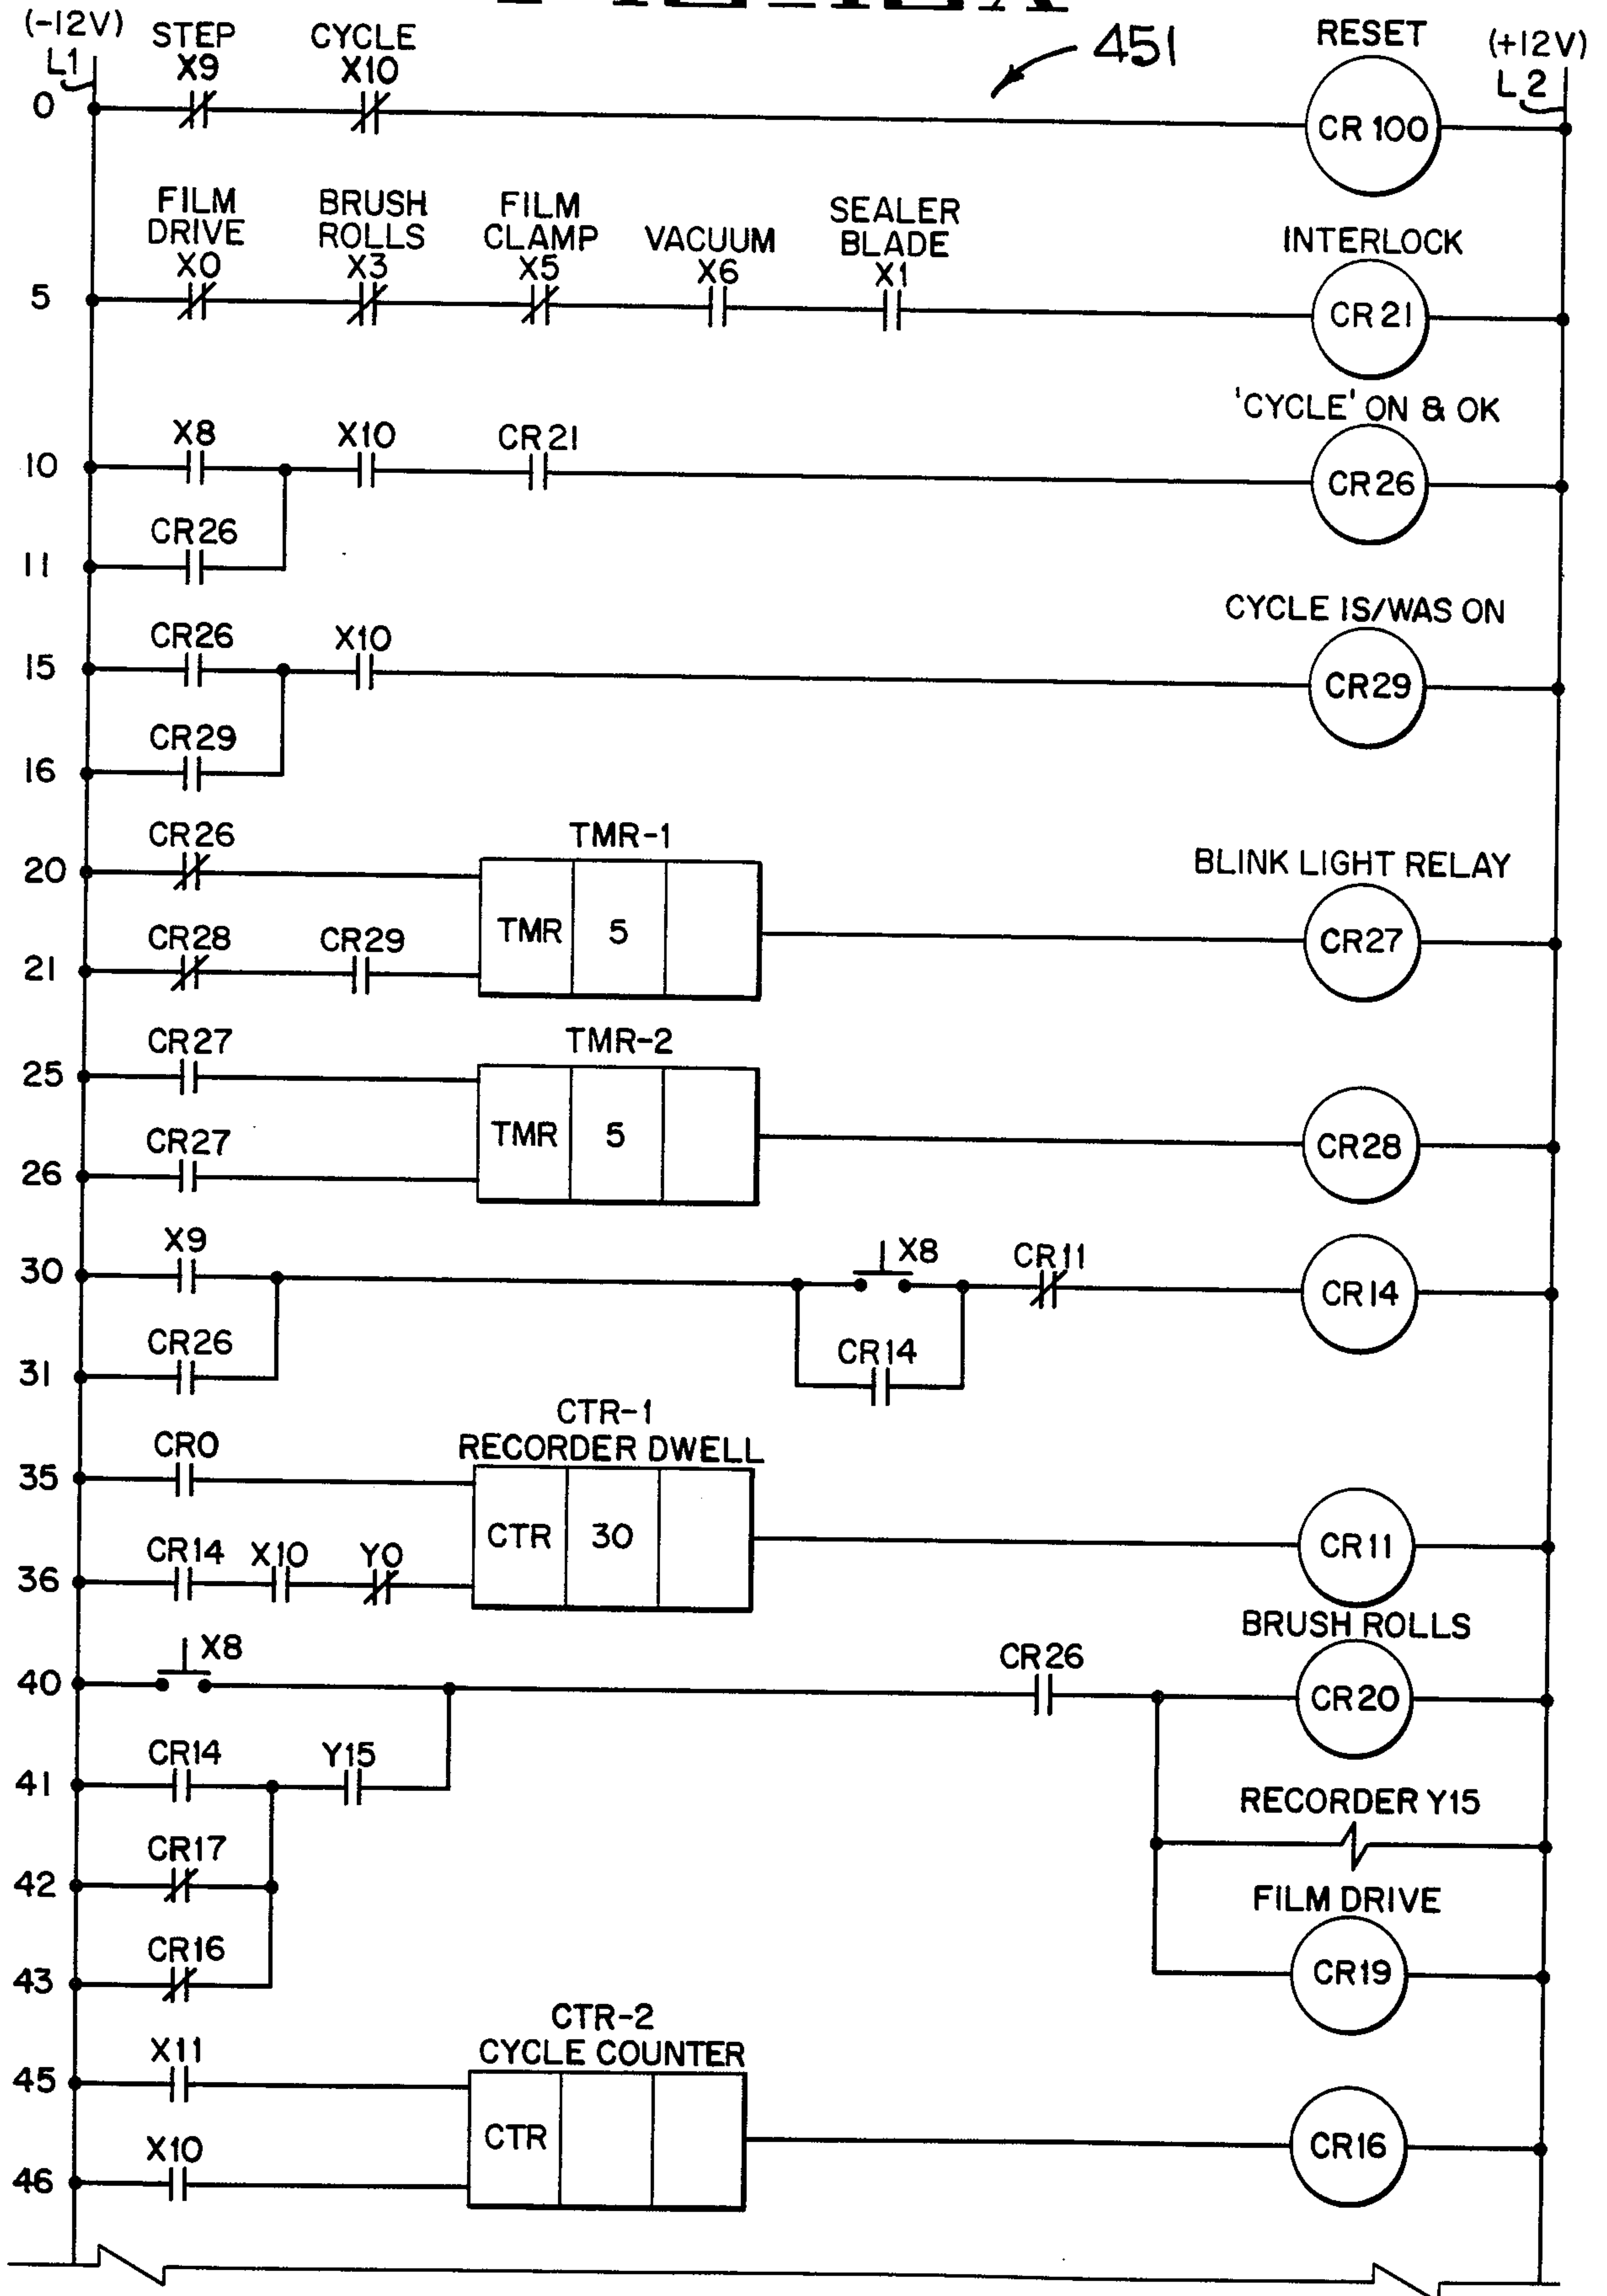 (-12V) STEP CYCLE 451 RESET (+12V)
L1 X9 X10 L2
0 CR 100
FILM BRUSH FILM SEALER
DRIVE ROLLS CLAMP VACUUM BLADE INTERLOCK
X0 X3 X5 X6 X1
5 CR 21
'CYCLE' ON & OK
X8 X10 CR21
10 CR26
CR26
11
CYCLE IS/WAS ON
CR26 X10
15 CR29
CR29
16
CR26 TMR-1
20 BLINK LIGHT RELAY
TMR 5 CR27
CR28 CR29
21
CR27 TMR-2
25
TMR 5 CR28
CR27
26
X9 X8 CR11
30 CR14
CR26 CR14
31
CTR-1
CR0 RECORDER DWELL
35
CTR 30 CR11
CR14 X10 Y0
36
BRUSH ROLLS
X8 CR26
40 CR20
CR14 Y15
41 RECORDER Y15
CR17
42 FILM DRIVE
CR16
43 CR19
CTR-2
X11 CYCLE COUNTER
45
CTR CR16
X10
46